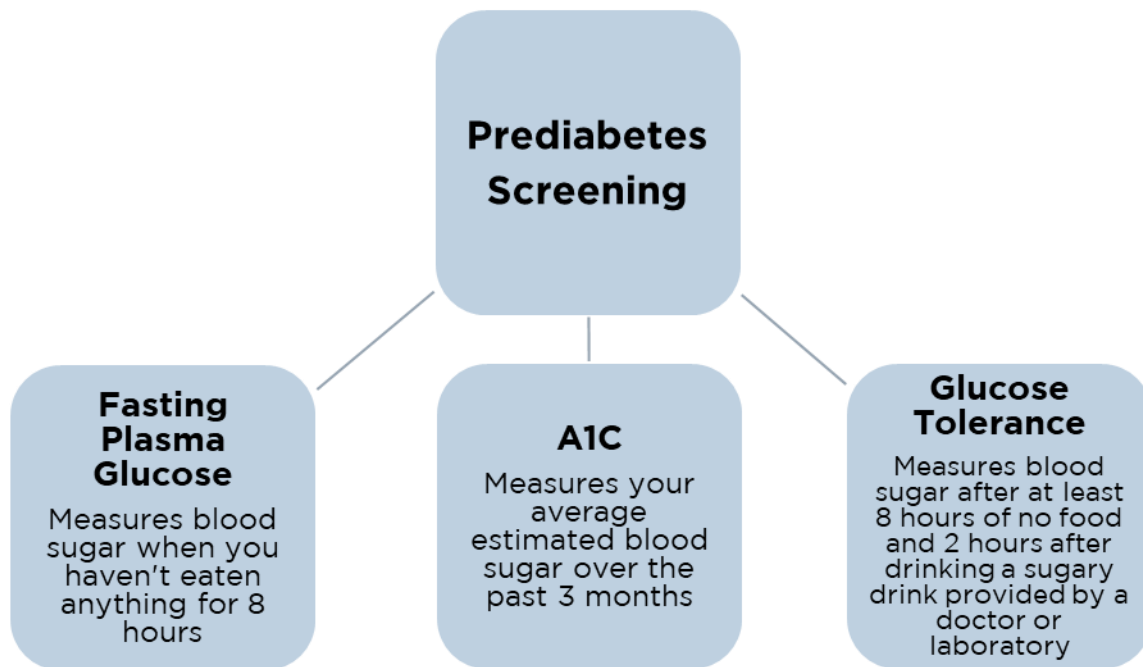 Prediabetes
Screening
Fasting
Plasma
Glucose
Measures blood
sugar when you
haven't eaten
anything for 8
hours
A1C
Measures your
average
estimated blood
sugar over the
past 3 months
Glucose
Tolerance
Measures blood
sugar after at least
8 hours of no food
and 2 hours after
drinking a sugary
drink provided by a
doctor or
laboratory